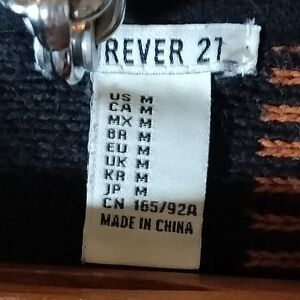 REVER 21
US M
CA M
MX M
BR M
EU M
UK M
KR M
JP M
CN 165/92A
MADE IN CHINA